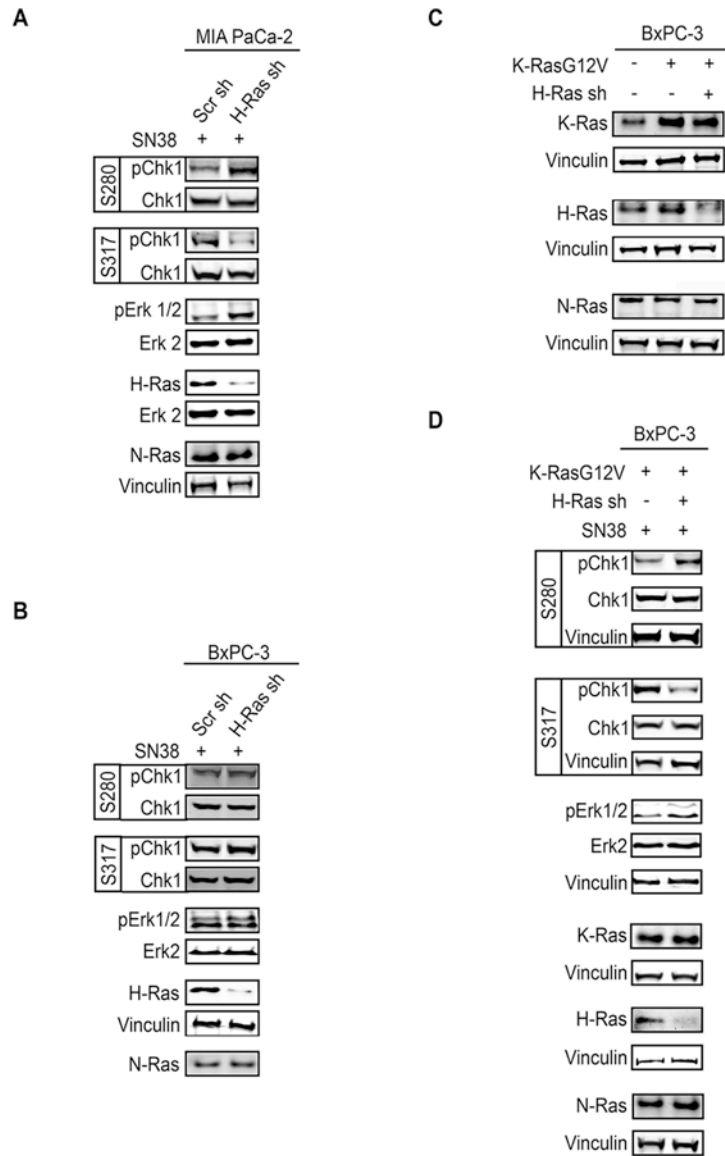 A
MIA PaCa-2
Scr sh
H-Ras sh
SN38 + +
S280
pChk1
Chk1
S317
pChk1
Chk1
pErk 1/2
Erk 2
H-Ras
Erk 2
N-Ras
Vinculin
B
BxPC-3
Scr sh
H-Ras sh
SN38 + +
S280
pChk1
Chk1
S317
pChk1
Chk1
pErk1/2
Erk2
H-Ras
Vinculin
N-Ras
C
BxPC-3
K-RasG12V - + +
H-Ras sh - - +
K-Ras
Vinculin
H-Ras
Vinculin
N-Ras
Vinculin
D
BxPC-3
K-RasG12V + +
H-Ras sh - +
SN38 + +
S280
pChk1
Chk1
Vinculin
S317
pChk1
Chk1
Vinculin
pErk1/2
Erk2
Vinculin
K-Ras
Vinculin
H-Ras
Vinculin
N-Ras
Vinculin